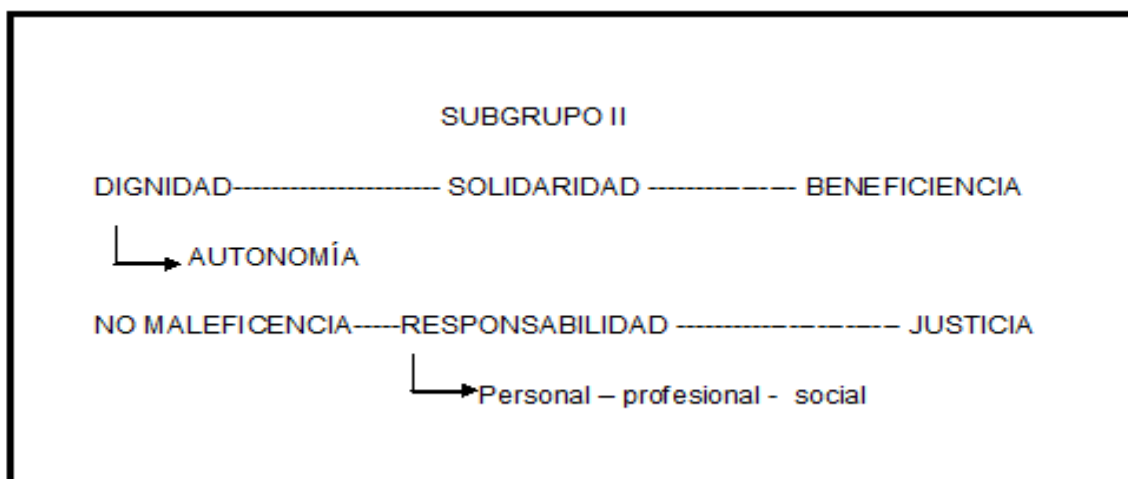 SUBGRUPO II
DIGNIDAD---------------------- SOLIDARIDAD ---------------- BENEFICIENCIA
AUTONOMÍA
NO MALEFICENCIA-----RESPONSABILIDAD ------------------------ JUSTICIA
Personal – profesional - social